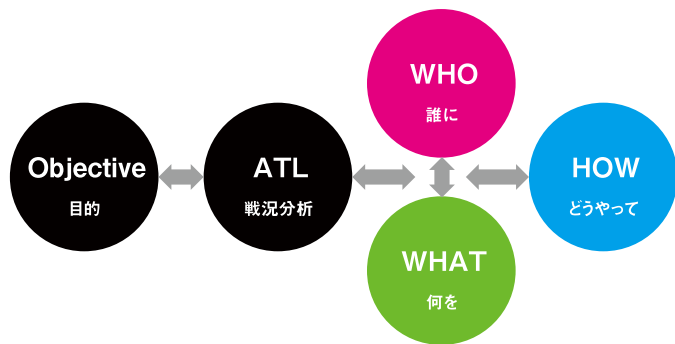 Objective
目的
ATL
戦況分析
WHO
誰に
WHAT
何を
HOW
どうやって